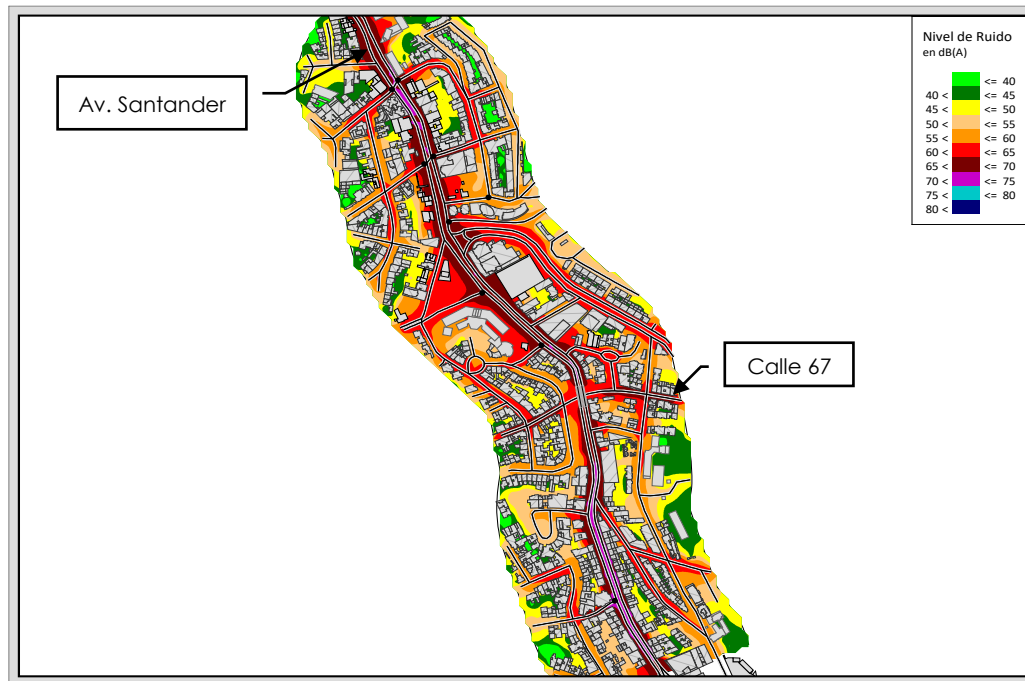 Av. Santander
Calle 67
Nivel de Ruido
en dB(A)
<= 40
40 < <= 45
45 < <= 50
50 < <= 55
55 < <= 60
60 < <= 65
65 < <= 70
70 < <= 75
75 < <= 80
80 <